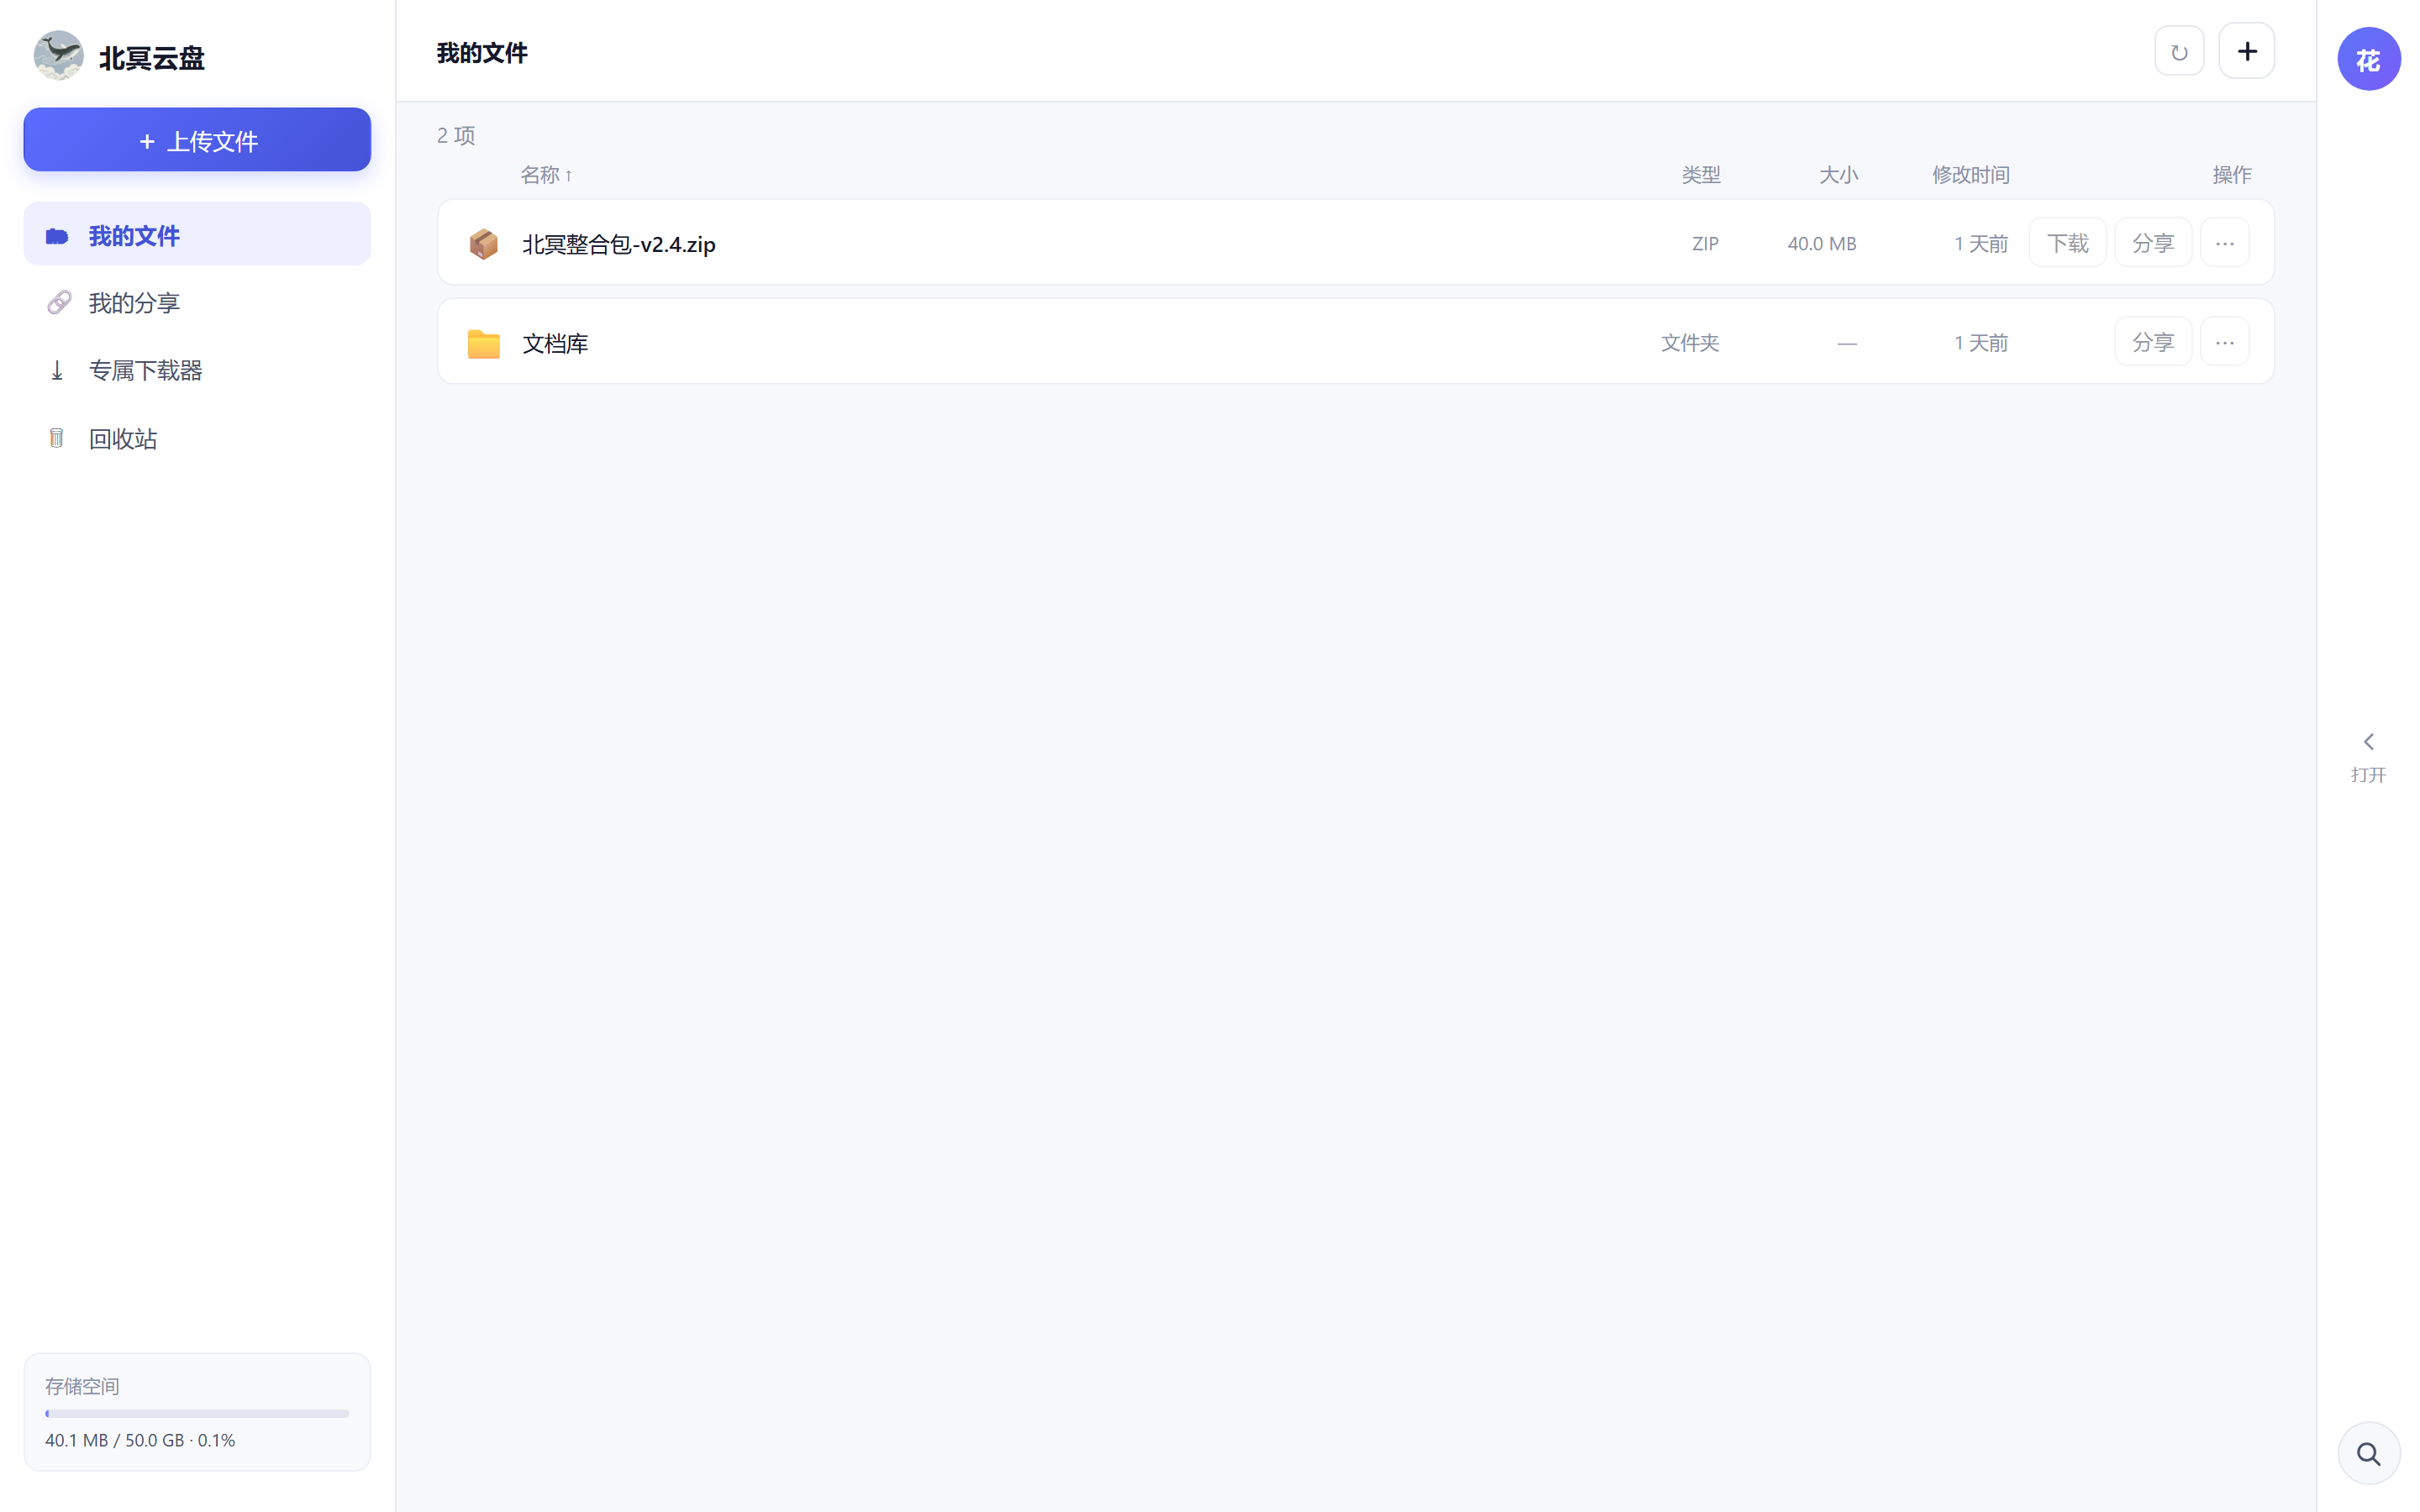 北冥云盘
+ 上传文件
我的文件
我的分享
专属下载器
回收站
存储空间
40.1 MB / 50.0 GB · 0.1%
我的文件
2 项
名称 ↑ 类型 大小 修改时间 操作
北冥整合包-v2.4.zip ZIP 40.0 MB 1 天前 下载 分享 ···
文档库 文件夹 — 1 天前 分享 ···
花
打开